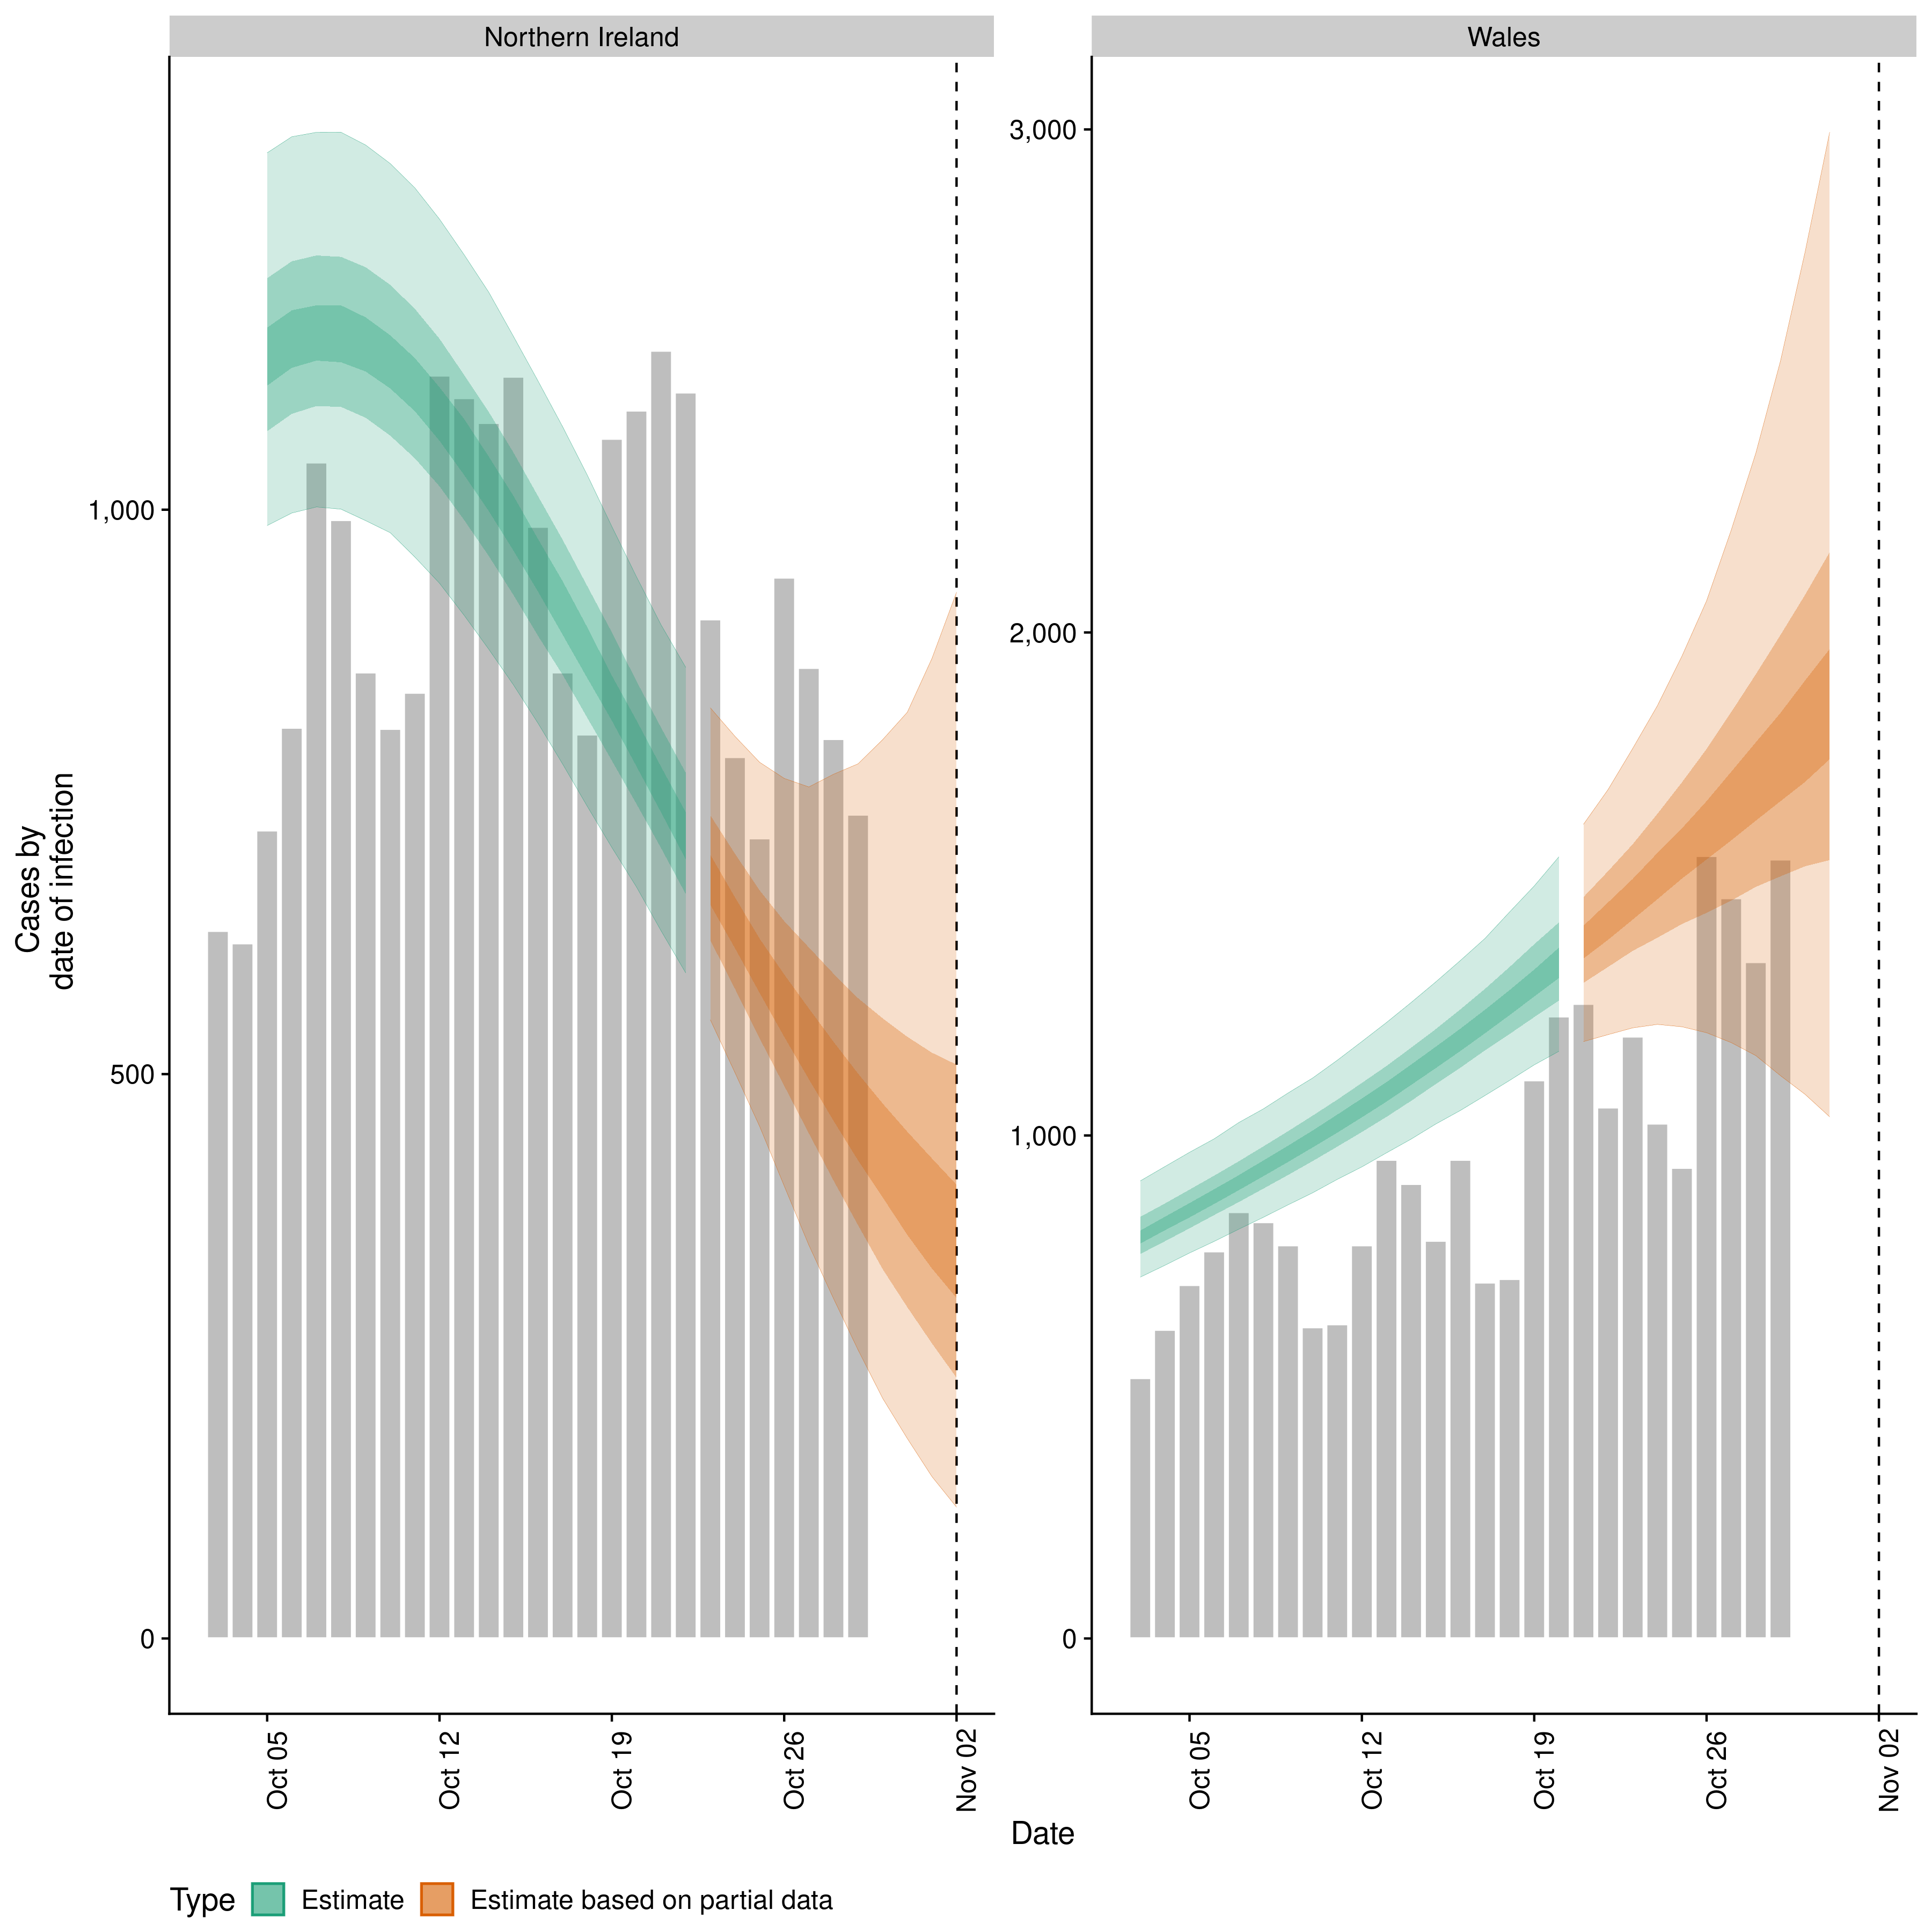 Northern Ireland
Wales
Cases by
date of infection
1,000
500
0
3,000
2,000
1,000
0
Oct 05
Oct 12
Oct 19
Oct 26
Nov 02
Oct 05
Oct 12
Oct 19
Oct 26
Nov 02
Date
Type Estimate Estimate based on partial data